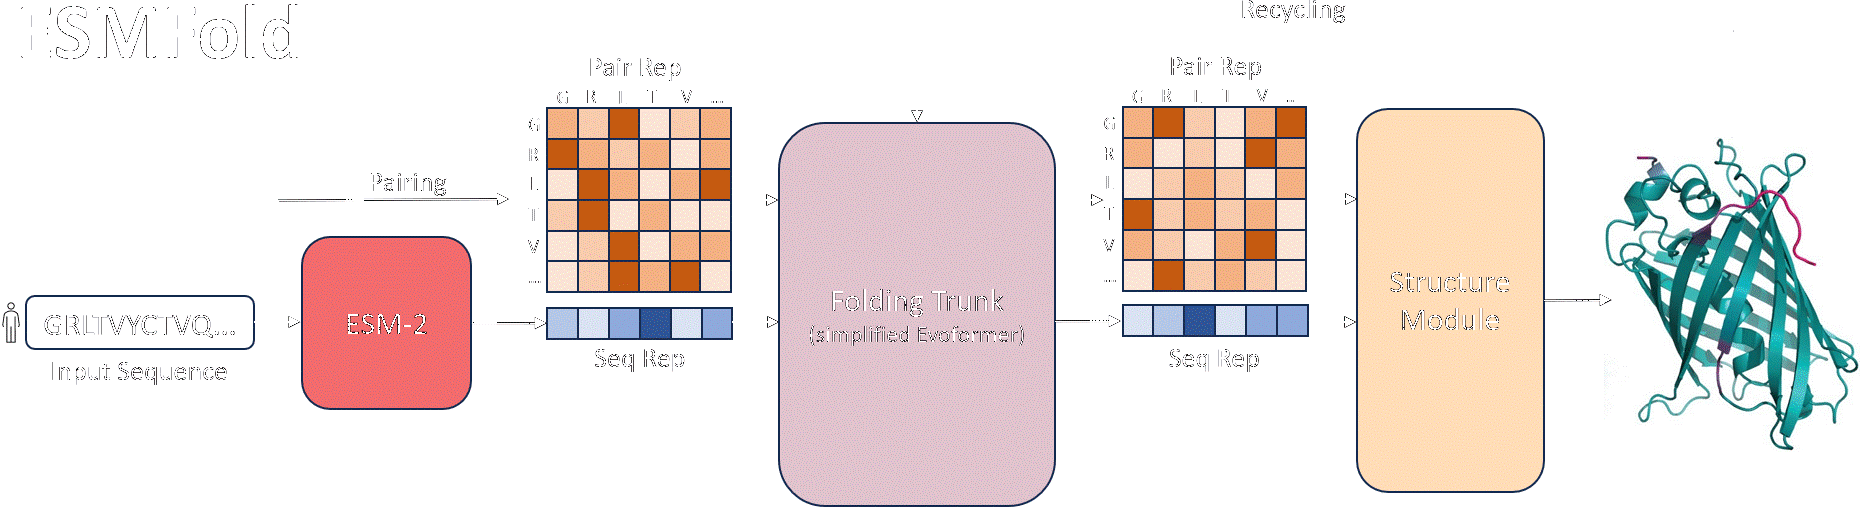 ESMFold
Recycling
Pair Rep
G R L T V ...
G
R
L
T
V
...
Pairing
GRLTVYCTVQ...
Input Sequence
ESM-2
Seq Rep
Folding Trunk
(simplified Evoformer)
Pair Rep
G R L T V ...
G
R
L
T
V
...
Seq Rep
Structure
Module